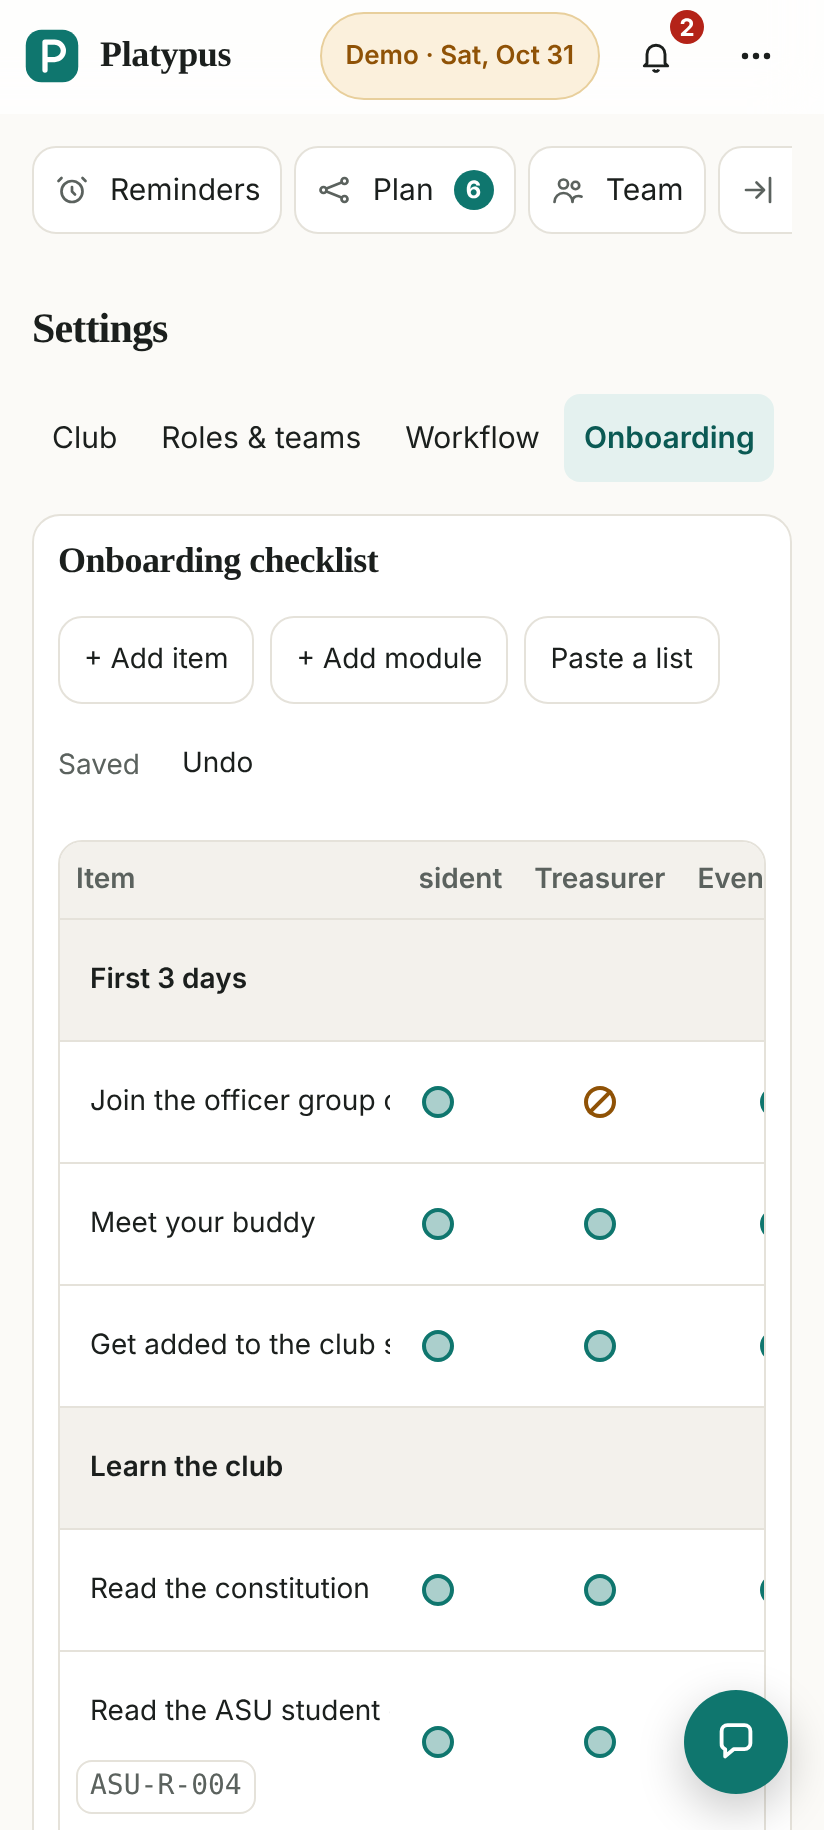 P Platypus Demo · Sat, Oct 31 2
Reminders Plan 6 Team
Settings
Club Roles & teams Workflow Onboarding
Onboarding checklist
+ Add item + Add module Paste a list
Saved Undo
Item sident Treasurer Even
First 3 days
Join the officer group
Meet your buddy
Get added to the club
Learn the club
Read the constitution
Read the ASU student
ASU-R-004